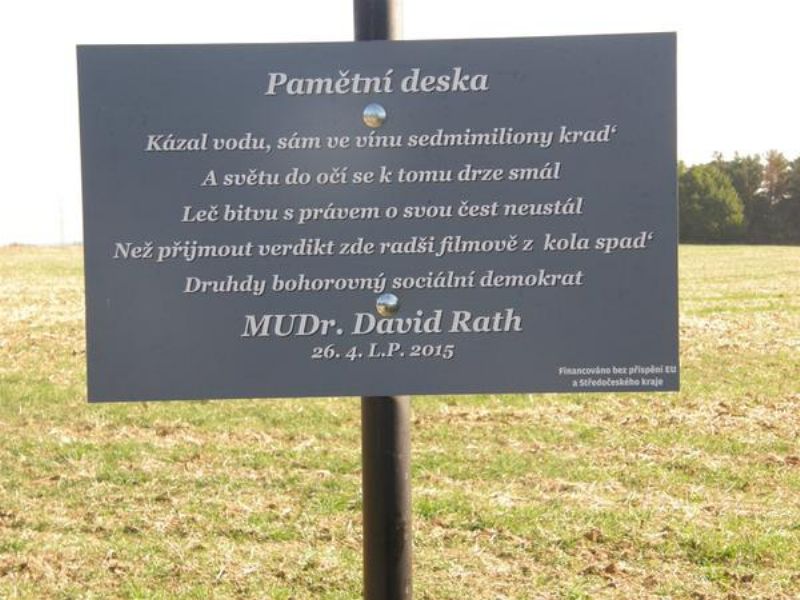 Pamětní deska
Kázal vodu, sám ve vínu sedmimiliony krad‘
A světu do očí se k tomu drze smál
Leč bitvu s právem o svou čest neustál
Než přijmout verdikt zde radši filmově z kola spad‘
Druhdy bohorovný sociální demokrat
MUDr. David Rath
26. 4. L.P. 2015
Financováno bez přispění EU
a Středočeského kraje